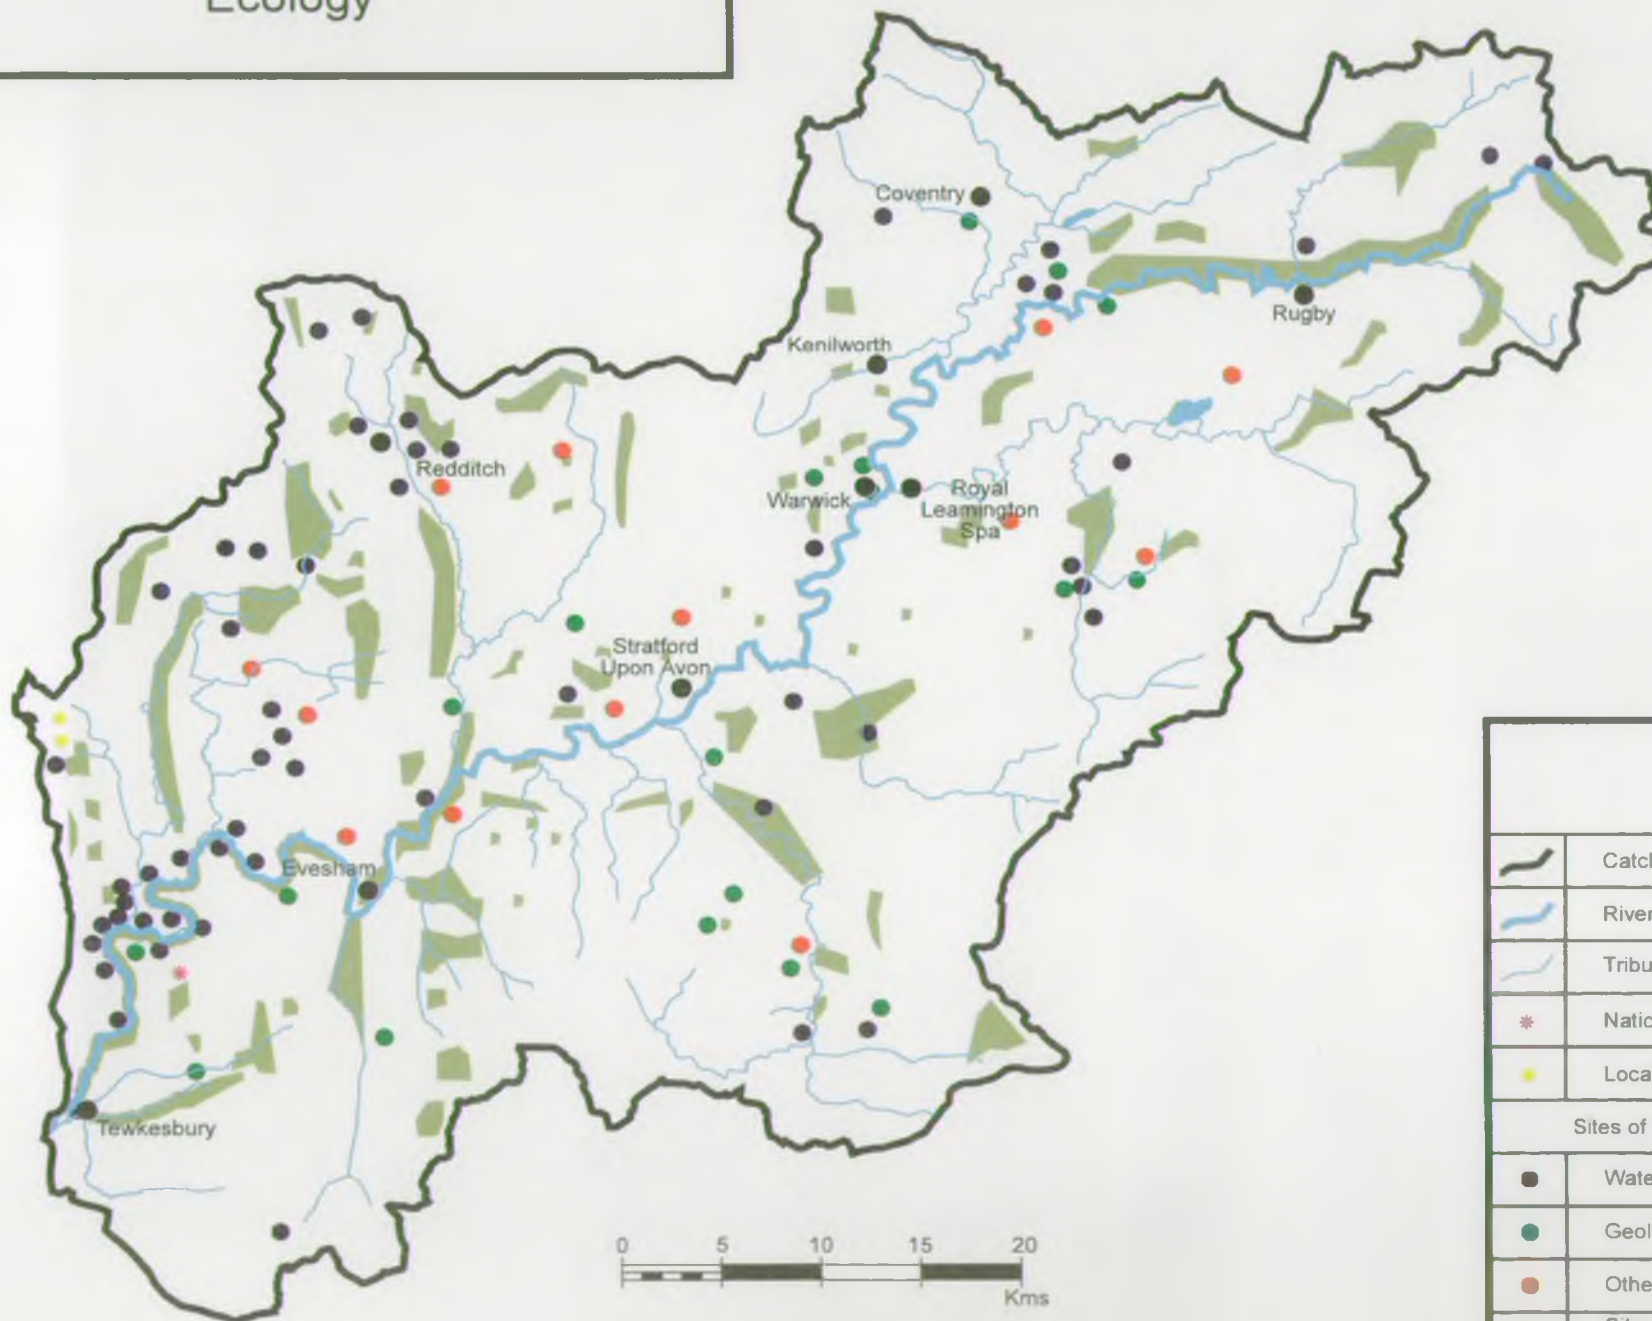 Ecology
Coventry
Rugby
Kenilworth
Redditch
Warwick
Royal
Leamington
Spa
Stratford
Upon Avon
Evesham
Tewkesbury
0 5 10 15 20
Kms
Catcl
River
Tribu
Natio
Loca
Sites of
Wate
Geol
Othe